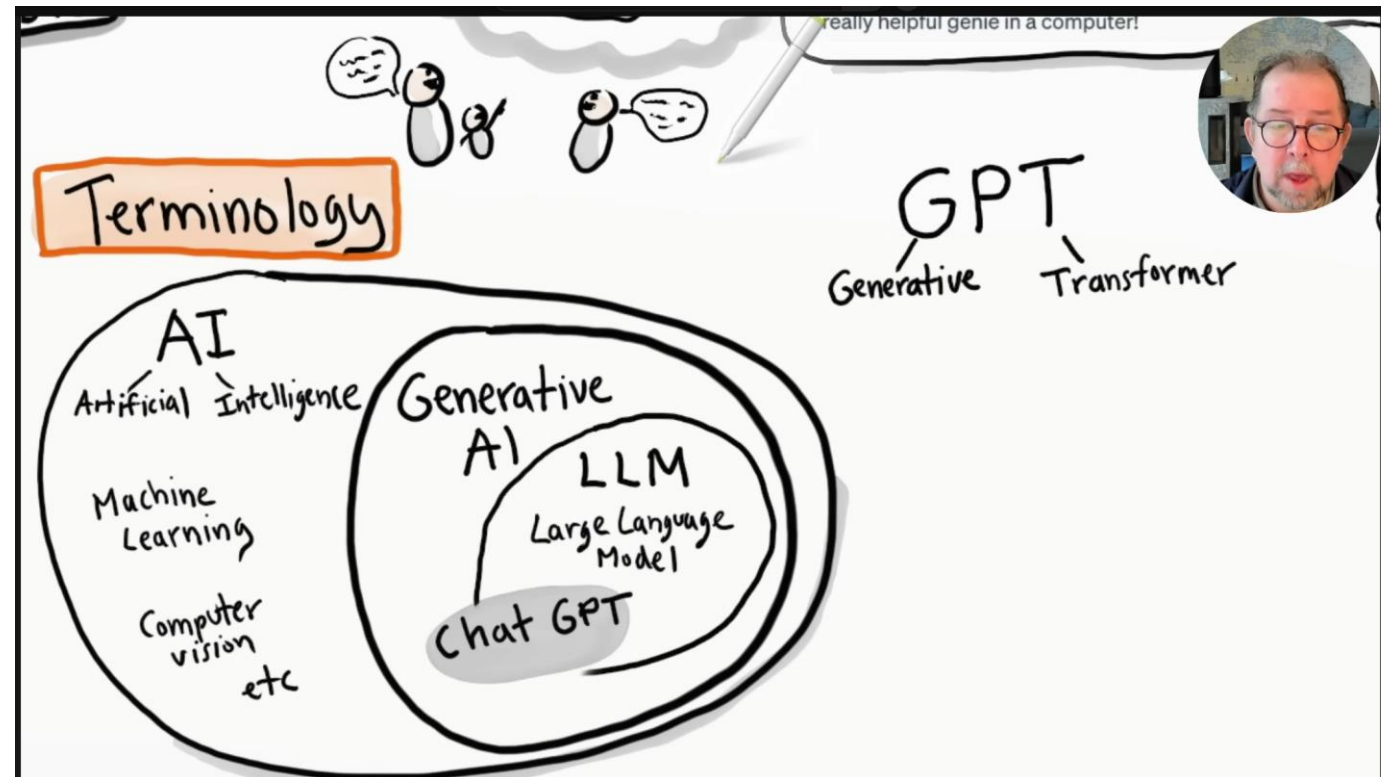 really helpful genie in a computer!
Terminology
GPT
Generative Transformer
AI
Artificial Intelligence
Machine
Learning
Computer
vision
etc
Generative
AI
LLM
Large Language
Model
Chat GPT